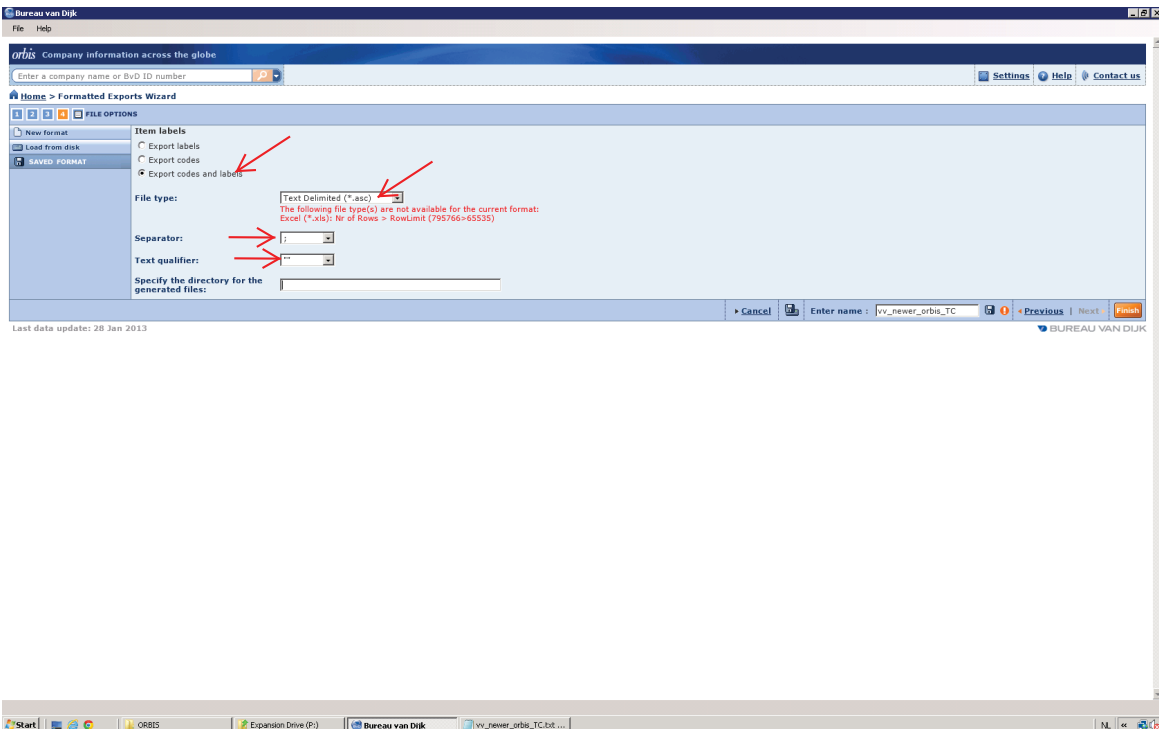 Bureau van Dijk
File Help
orbis Company information across the globe
Enter a company name or BvD ID number
Settings Help Contact us
Home > Formatted Exports Wizard
1 2 3 4 FILE OPTIONS
New format
Load from disk
SAVED FORMAT
Item labels
Export labels
Export codes
Export codes and labels
File type: Text Delimited (*.asc)
The following file type(s) are not available for the current format:
Excel (*.xls): Nr of Rows > RowLimit (795766>65535)
Separator: ;
Text qualifier: ""
Specify the directory for the
generated files:
Cancel Enter name : vv_newer_orbis_TC Previous | Next Finish
Last data update: 28 Jan 2013
BUREAU VAN DIJK
Start ORBIS Expansion Drive (P:) Bureau van Dijk vv_newer_orbis_TC.txt ... NL «